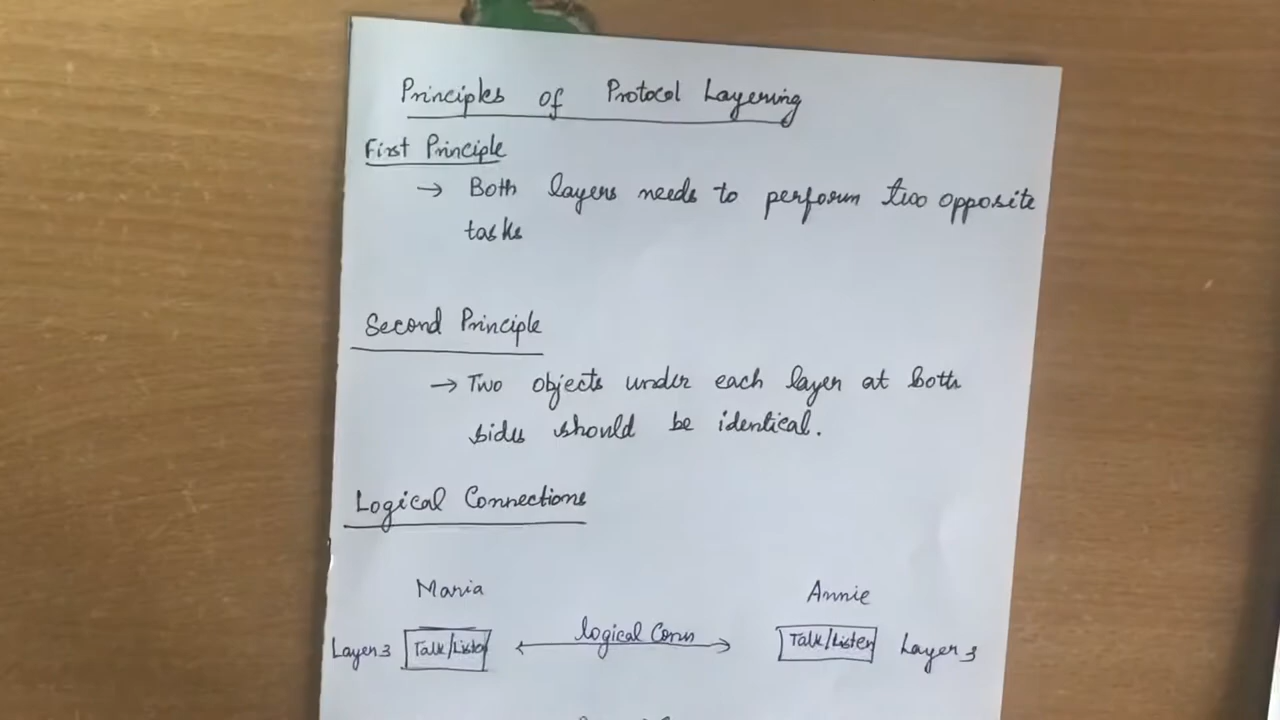 Principles of Protocol Layering
First Principle
→ Both layers needs to perform two opposite
tasks
Second Principle
→ Two objects under each layer at both
sides should be identical.
Logical Connections
Maria Annie
Layer 3 Talk/Listen logical Conn Talk/Listen Layer 3